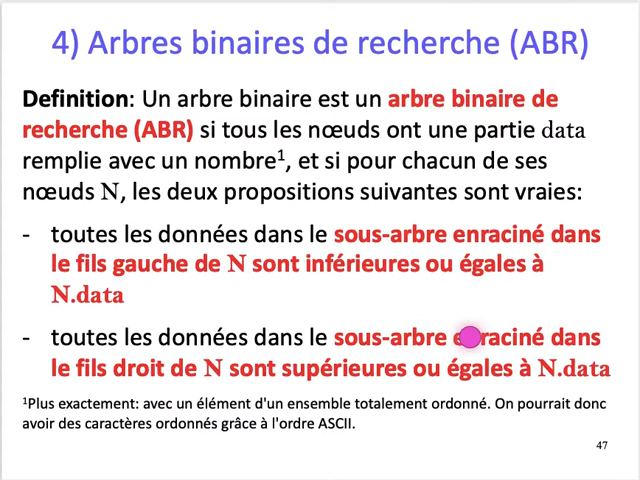 4) Arbres binaires de recherche (ABR)
Definition: Un arbre binaire est un arbre binaire de
recherche (ABR) si tous les nœuds ont une partie data
remplie avec un nombre¹, et si pour chacun de ses
nœuds N, les deux propositions suivantes sont vraies:
- toutes les données dans le sous-arbre enraciné dans
le fils gauche de N sont inférieures ou égales à
N.data
- toutes les données dans le sous-arbre enraciné dans
le fils droit de N sont supérieures ou égales à N.data
¹Plus exactement: avec un élément d'un ensemble totalement ordonné. On pourrait donc
avoir des caractères ordonnés grâce à l'ordre ASCII.
47